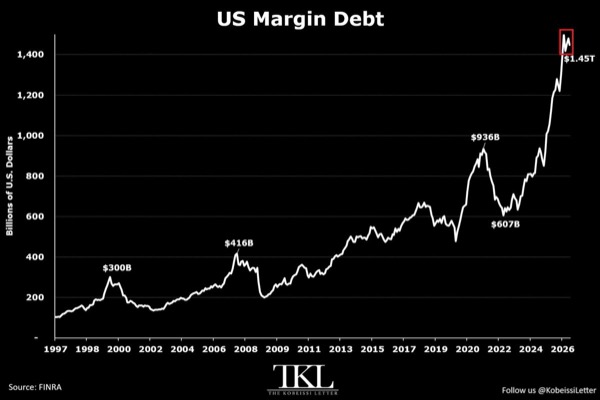 US Margin Debt
Billions of U.S. Dollars
1,400
1,200
1,000
800
600
400
200
-
$300B
$416B
$936B
$607B
$1.45T
1997 1998 2000 2002 2004 2006 2007 2009 2011 2013 2015 2017 2018 2020 2022 2024 2026
Source: FINRA
TKL
THE KOBEISSI LETTER
Follow us @KobeissiLetter